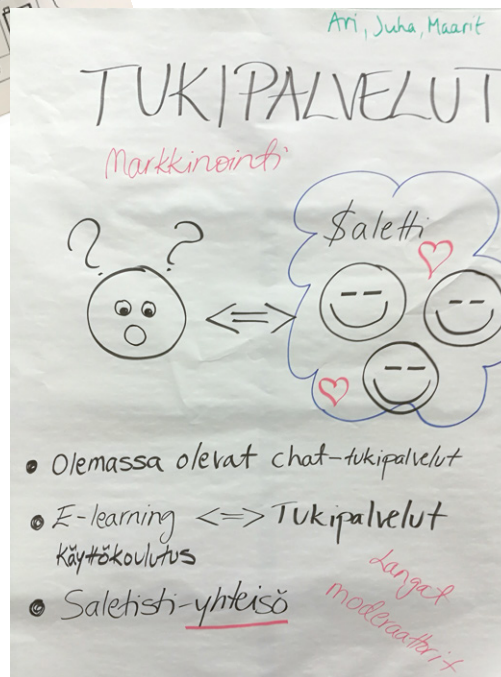 Ari, Juha, Maarit
TUKIPALVELUT
Markkinointi
? ?
$aletti
<=>
• Olemassa olevat chat-tukipalvelut
• E-learning <=> Tukipalvelut
Käyttökoulutus
• Saletisti-yhteisö
Langat
moderaattorit